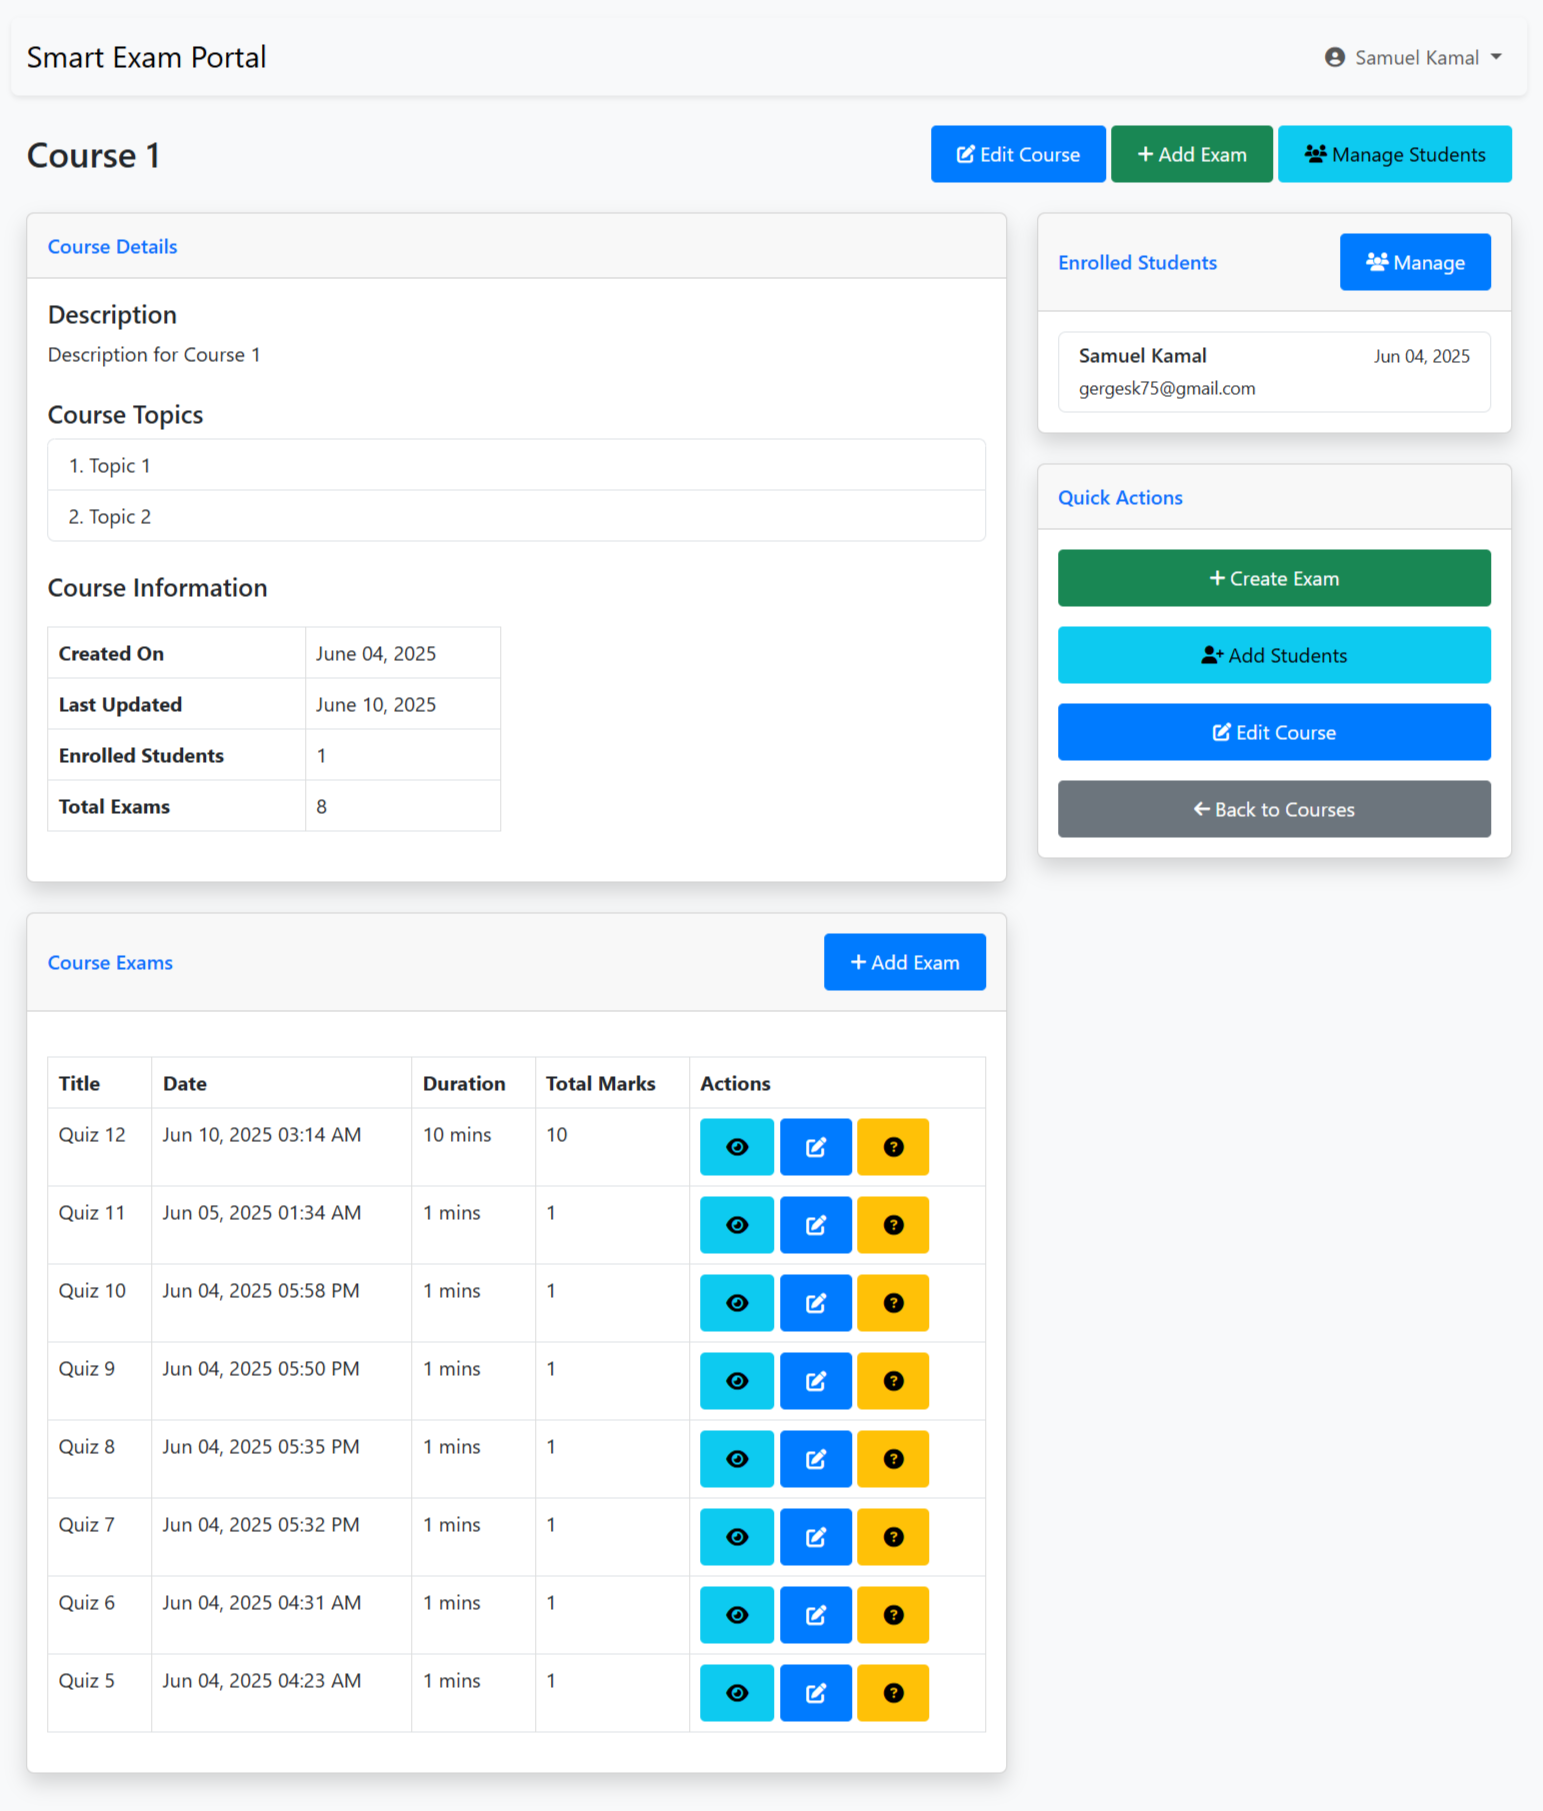 Smart Exam Portal
Samuel Kamal
Course 1
Edit Course
Add Exam
Manage Students
Course Details
Description
Description for Course 1
Course Topics
1. Topic 1
2. Topic 2
Course Information
Created On June 04, 2025
Last Updated June 10, 2025
Enrolled Students 1
Total Exams 8
Enrolled Students
Manage
Samuel Kamal Jun 04, 2025
gergesk75@gmail.com
Quick Actions
Create Exam
Add Students
Edit Course
Back to Courses
Course Exams
Add Exam
Title Date Duration Total Marks Actions
Quiz 12 Jun 10, 2025 03:14 AM 10 mins 10
Quiz 11 Jun 05, 2025 01:34 AM 1 mins 1
Quiz 10 Jun 04, 2025 05:58 PM 1 mins 1
Quiz 9 Jun 04, 2025 05:50 PM 1 mins 1
Quiz 8 Jun 04, 2025 05:35 PM 1 mins 1
Quiz 7 Jun 04, 2025 05:32 PM 1 mins 1
Quiz 6 Jun 04, 2025 04:31 AM 1 mins 1
Quiz 5 Jun 04, 2025 04:23 AM 1 mins 1